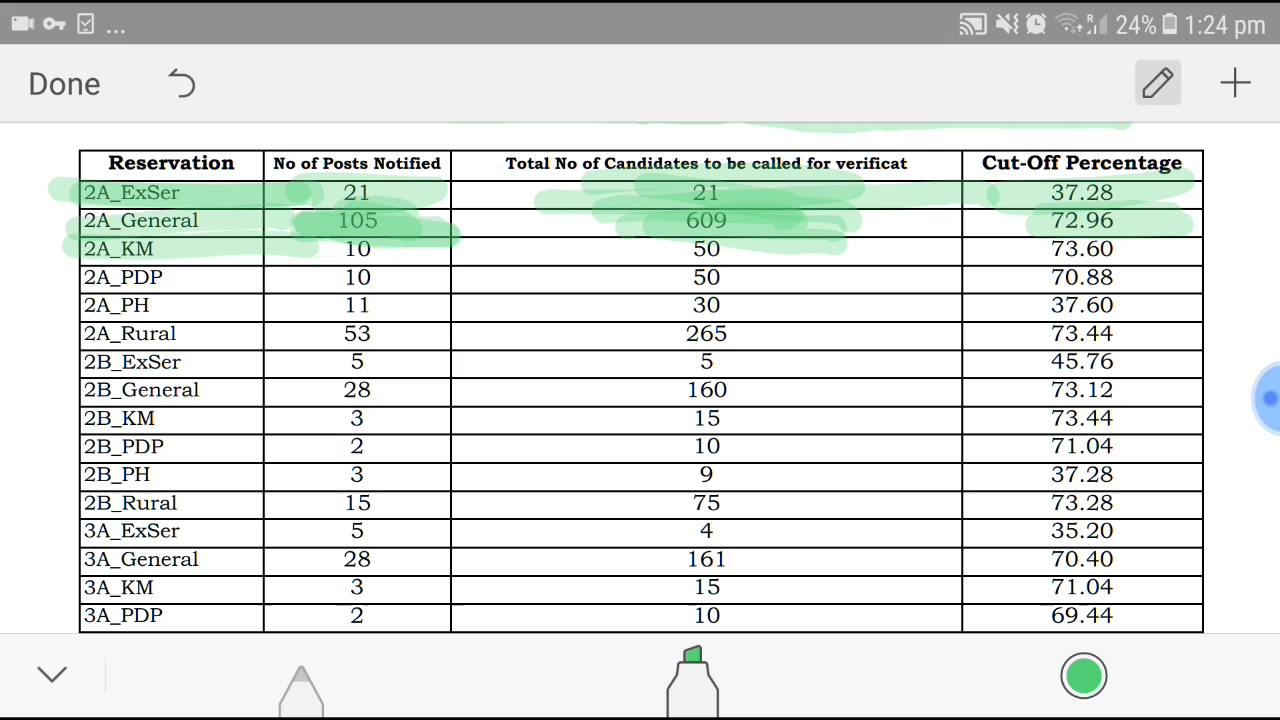 ... R 24% 1:24 pm
Done
Reservation No of Posts Notified Total No of Candidates to be called for verificat Cut-Off Percentage
2A_ExSer 21 21 37.28
2A_General 105 609 72.96
2A_KM 10 50 73.60
2A_PDP 10 50 70.88
2A_PH 11 30 37.60
2A_Rural 53 265 73.44
2B_ExSer 5 5 45.76
2B_General 28 160 73.12
2B_KM 3 15 73.44
2B_PDP 2 10 71.04
2B_PH 3 9 37.28
2B_Rural 15 75 73.28
3A_ExSer 5 4 35.20
3A_General 28 161 70.40
3A_KM 3 15 71.04
3A_PDP 2 10 69.44